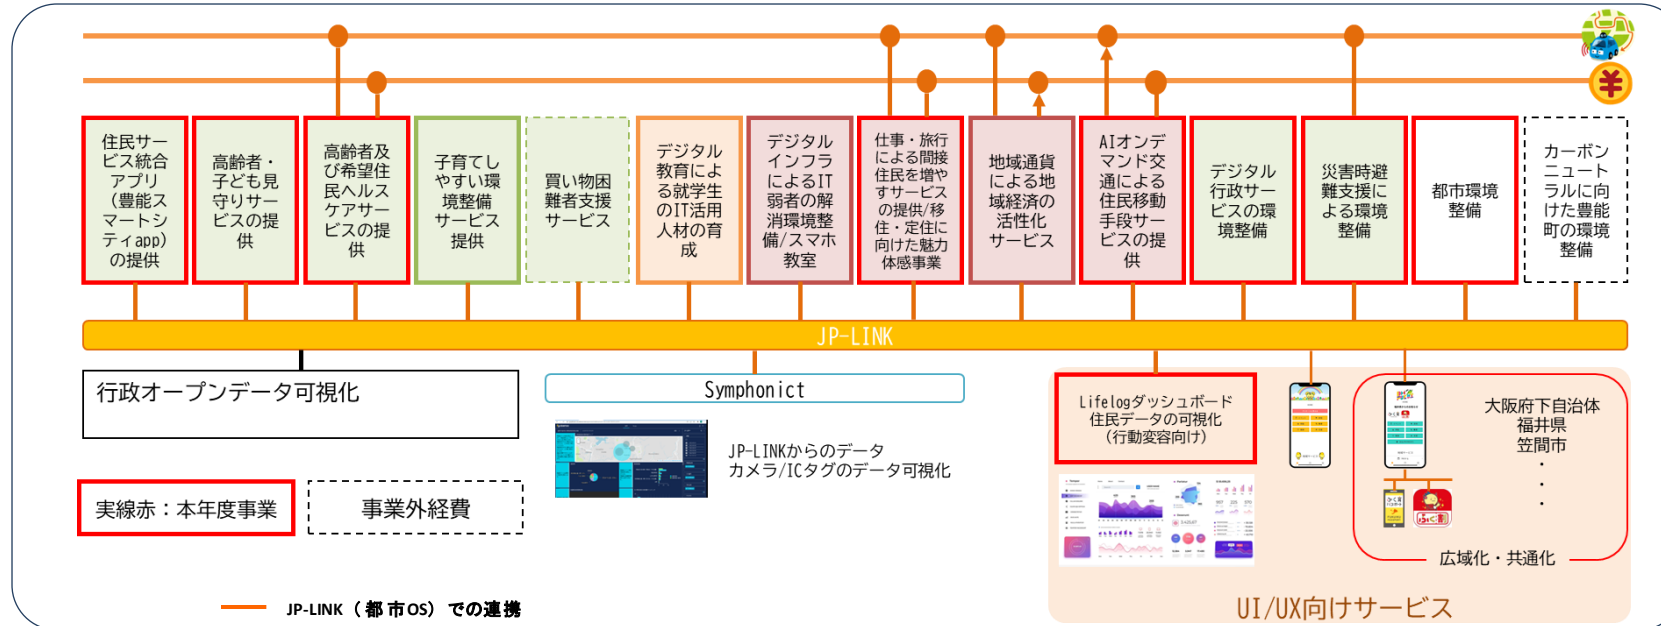 住民サー
ビス統合
アプリ
（豊能ス
マートシ
ティapp）
の提供
高齢者・
子ども見
守りサー
ビスの提
供
高齢者及
び希望住
民ヘルス
ケアサー
ビスの提
供
子育てし
やすい環
境整備
サービス
提供
買い物困
難者支援
サービス
デジタル
教育によ
る就学生
のIT活用
人材の育
成
デジタル
インフラ
によるIT
弱者の解
消環境整
備/スマホ
教室
仕事・旅行
による間接
住民を増や
すサービス
の提供/移
住・定住に
向けた魅力
体感事業
地域通貨
による地
域経済の
活性化
サービス
AIオンデ
マンド交
通による
住民移動
手段サー
ビスの提
供
デジタル
行政サー
ビスの環
境整備
災害時避
難支援に
よる環境
整備
都市環境
整備
カーボン
ニュート
ラルに向
けた豊能
町の環境
整備
JP-LINK
行政オープンデータ可視化
Symphonict
JP-LINKからのデータ
カメラ/ICタグのデータ可視化
Lifelogダッシュボード
住民データの可視化
（行動変容向け）
大阪府下自治体
福井県
笠間市
・
・
・
広域化・共通化
UI/UX向けサービス
実線赤：本年度事業
事業外経費
JP-LINK（都市OS）での連携